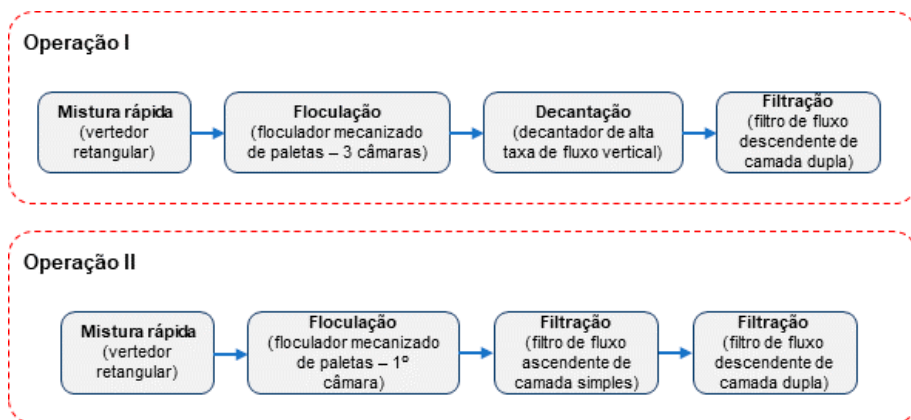 Operação I
Mistura rápida
(vertedor
retangular)
Floculação
(floculador mecanizado
de paletas – 3 câmaras)
Decantação
(decantador de alta
taxa de fluxo vertical)
Filtração
(filtro de fluxo
descendente de
camada dupla)
Operação II
Mistura rápida
(vertedor
retangular)
Floculação
(floculador mecanizado
de paletas – 1º
câmara)
Filtração
(filtro de fluxo
ascendente de
camada simples)
Filtração
(filtro de fluxo
descendente de
camada dupla)